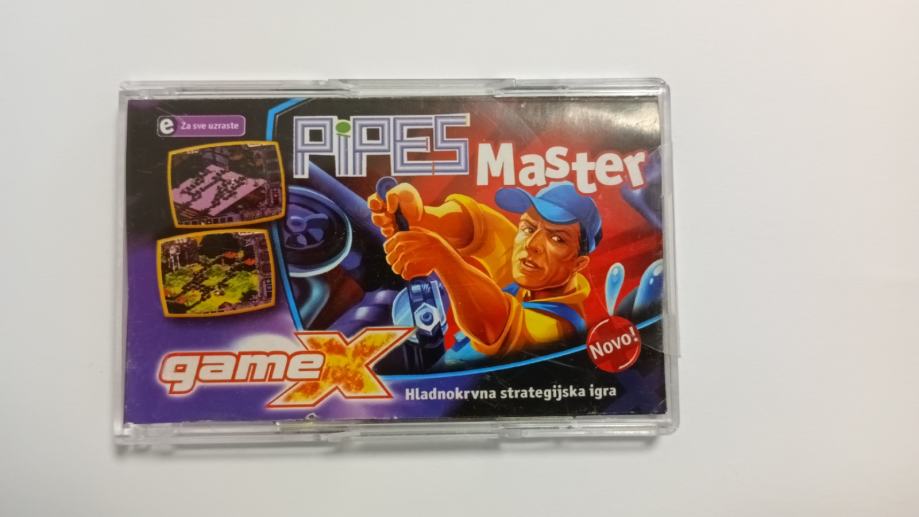 e Za sve uzraste
PiPES
Master
gameX
Novo!
Hladnokrvna strategijska igra